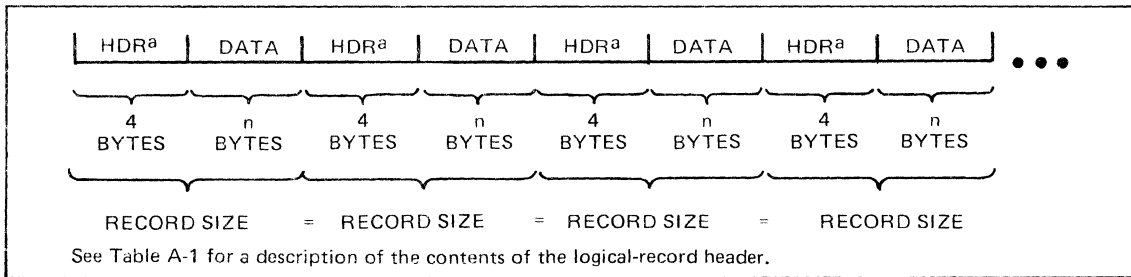 HDRa DATA HDRa DATA HDRa DATA HDRa DATA
4 n 4 n 4 n 4 n
BYTES BYTES BYTES BYTES BYTES BYTES BYTES BYTES
RECORD SIZE = RECORD SIZE = RECORD SIZE = RECORD SIZE
See Table A-1 for a description of the contents of the logical-record header.